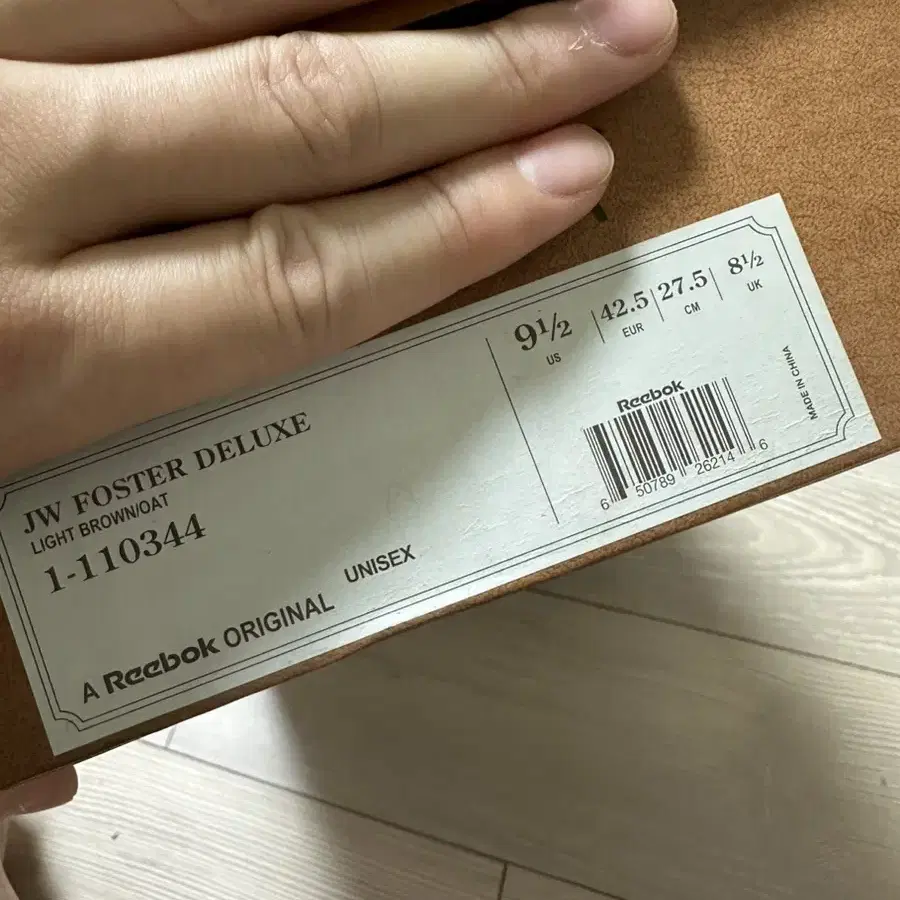 JW FOSTER DELUXE
LIGHT BROWN/OAT
1-110344
UNISEX
A Reebok ORIGINAL
9½ 42.5 27.5 8½
US EUR CM UK
Reebok
6 50789 26214 6
MADE IN CHINA